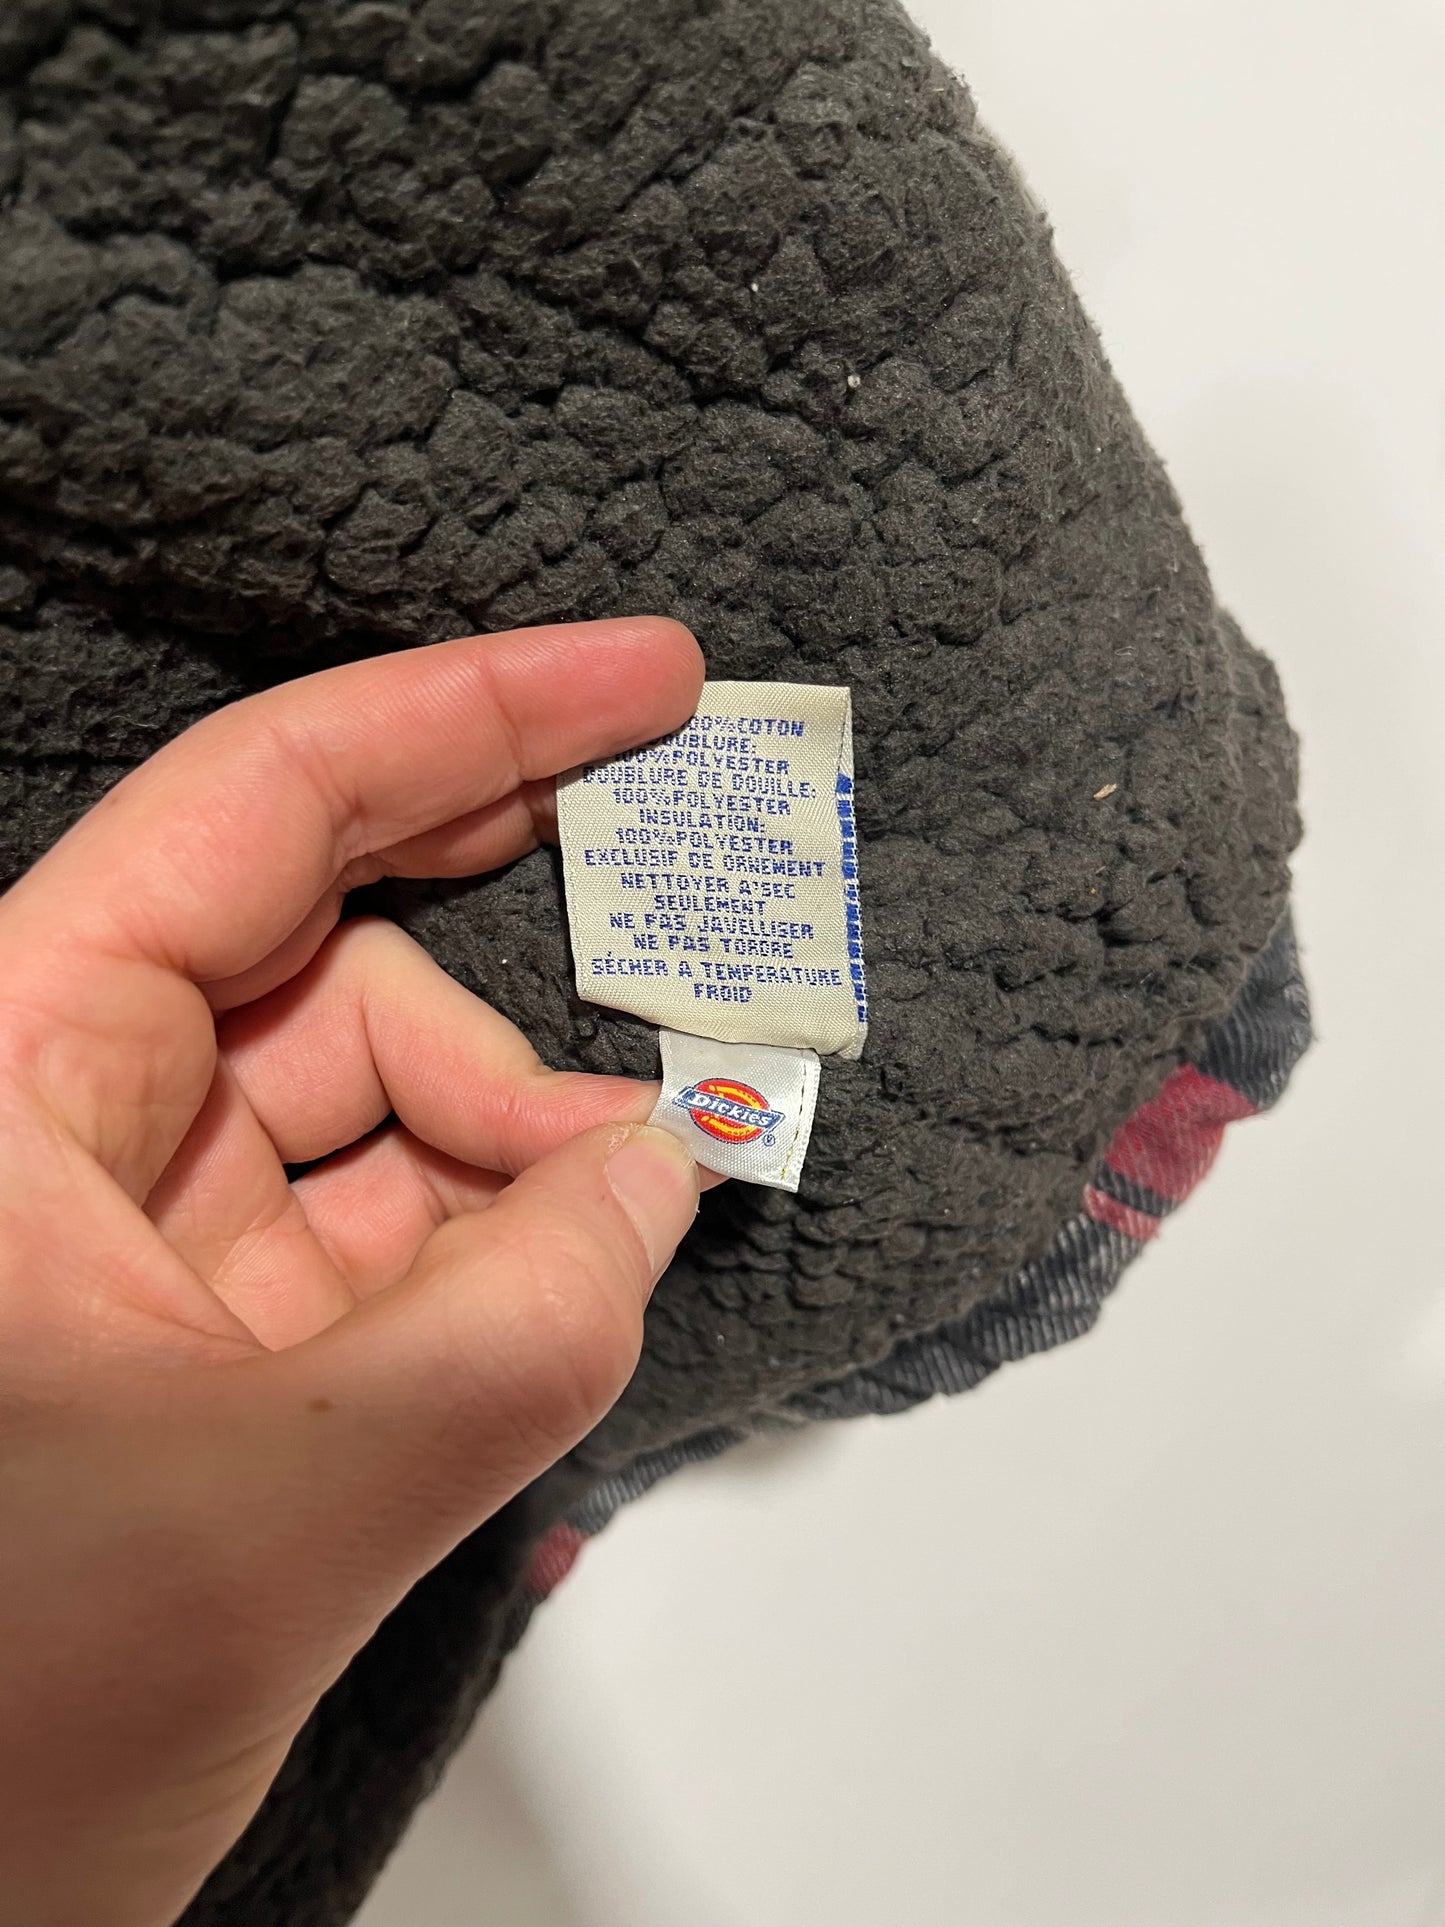 100%COTON
DOUBLURE:
100%POLYESTER
DOUBLURE DE DOUILLE:
100%POLYESTER
INSULATION:
100%POLYESTER
EXCLUSIF DE ORNEMENT
NETTOYER A'SEC
SEULEMENT
NE PAS JAVELLISER
NE PAS TORDRE
SÉCHER A TEMPERATURE
FROID
Dickies®